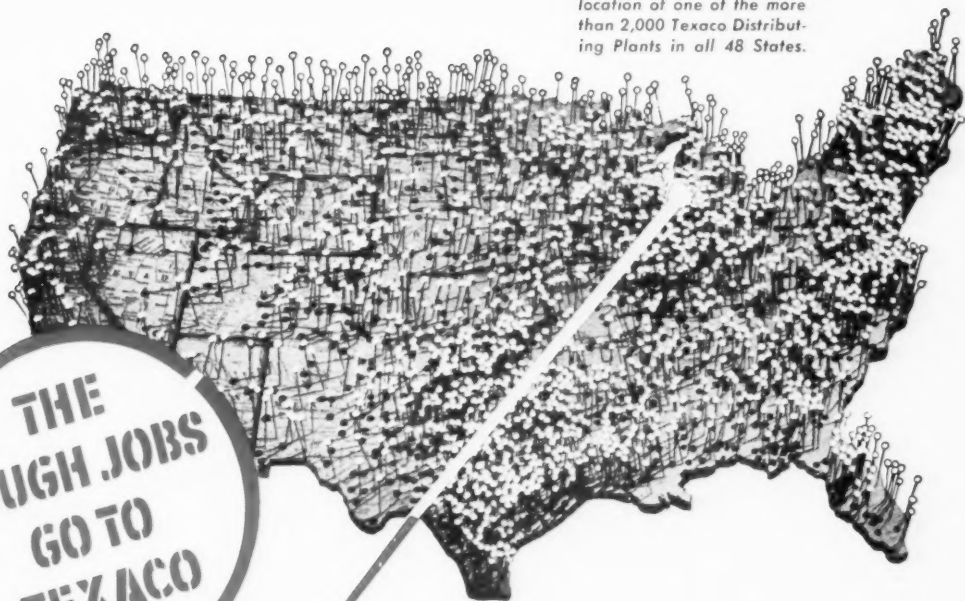 location of one of the more
than 2,000 Texaco Distribut-
ing Plants in all 48 States.
THE
UGH JOBS
GO TO
TEXACO